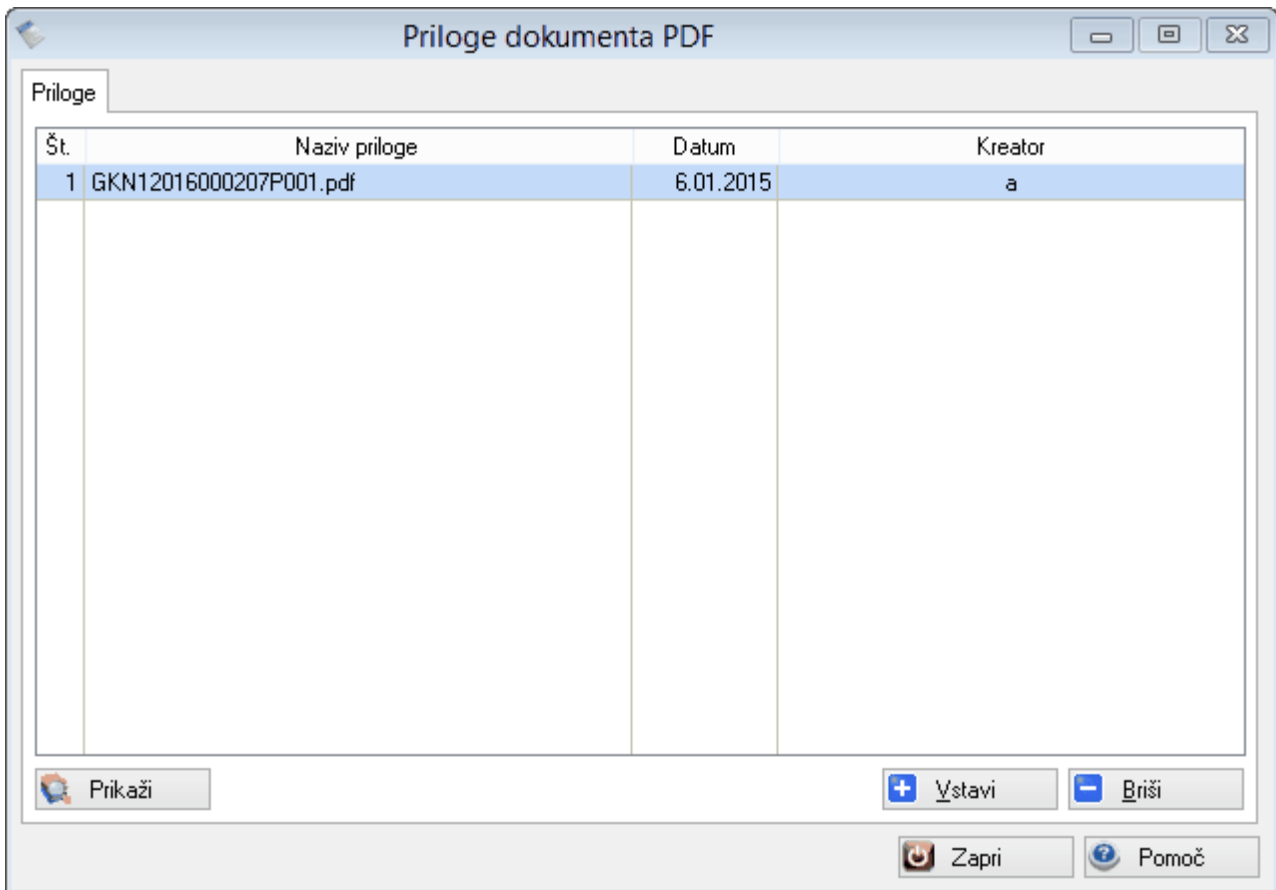 Priloge dokumenta PDF
Priloge
Št. Naziv priloge Datum Kreator
1 GKN12016000207P001.pdf 6.01.2015 a
Prikaži Vstavi Briši
Zapri Pomoč